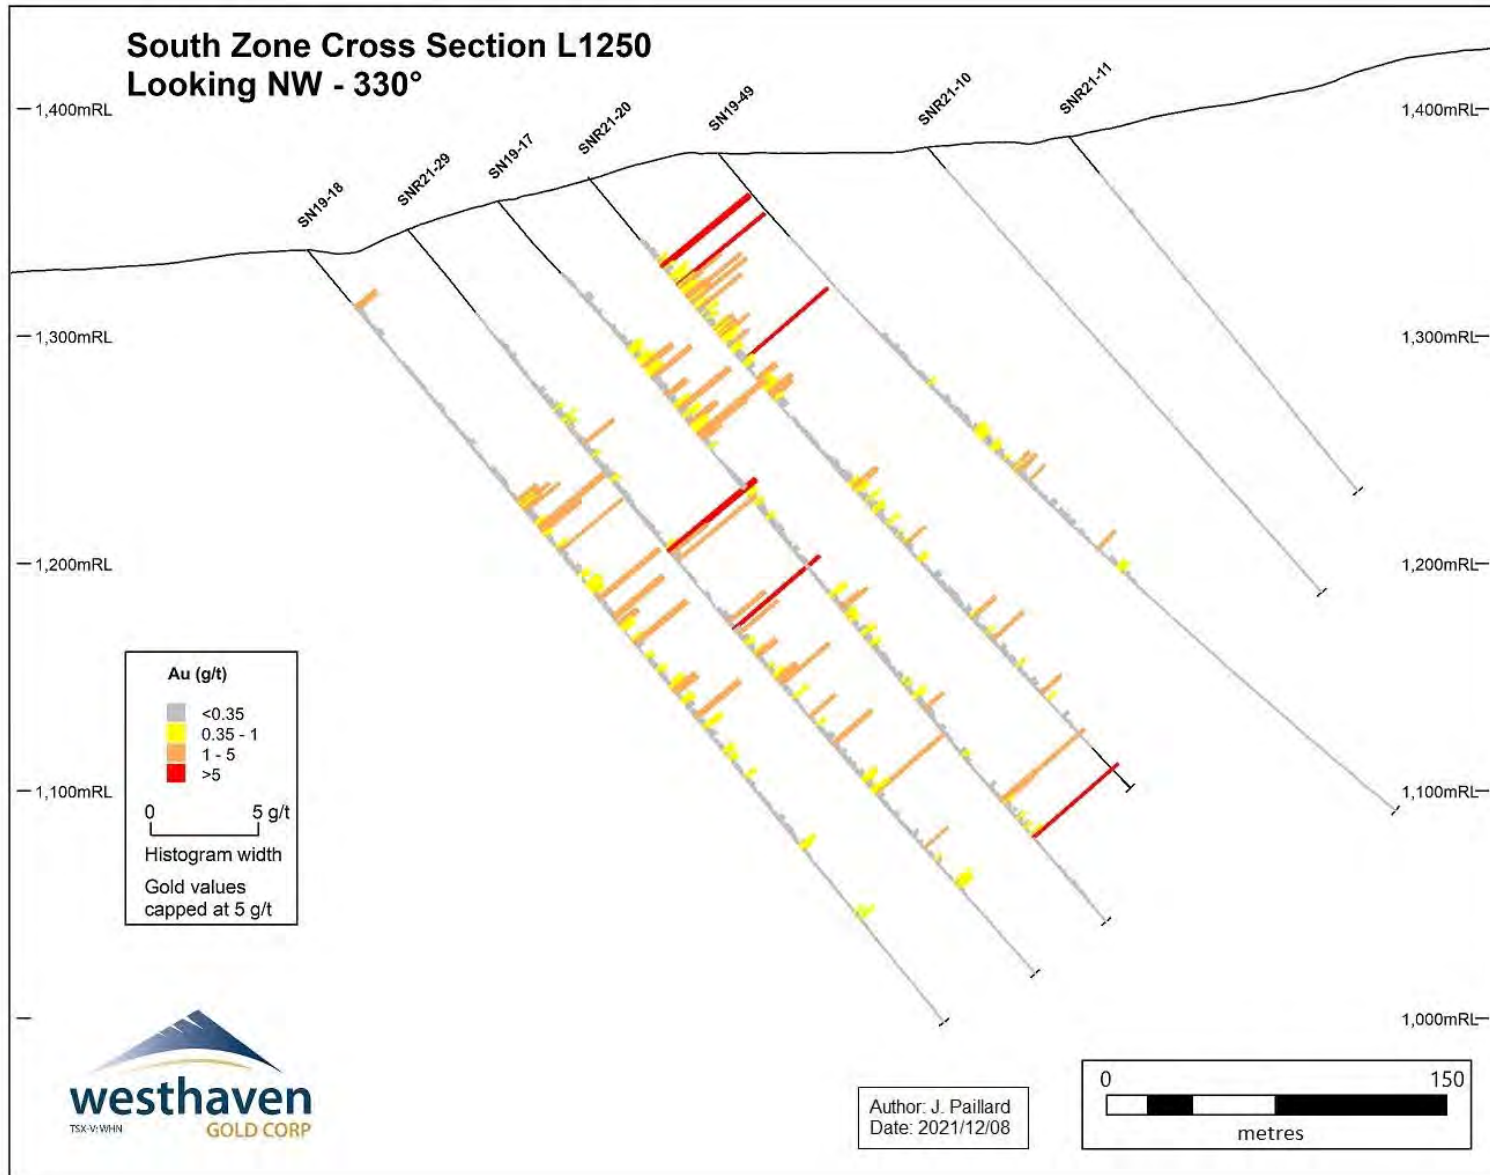 South Zone Cross Section L1250
Looking NW - 330°
1,400mRL
1,400mRL
SN19-18
SNR21-29
SN19-17
SNR21-20
SN19-49
SNR21-10
SNR21-11
1,300mRL
1,300mRL
1,200mRL
1,200mRL
Au (g/t)
<0.35
0.35 - 1
1 - 5
>5
0 5 g/t
Histogram width
Gold values
capped at 5 g/t
1,100mRL
1,100mRL
1,000mRL
westhaven
TSX-V: WHN
GOLD CORP
Author: J. Paillard
Date: 2021/12/08
0 150
metres